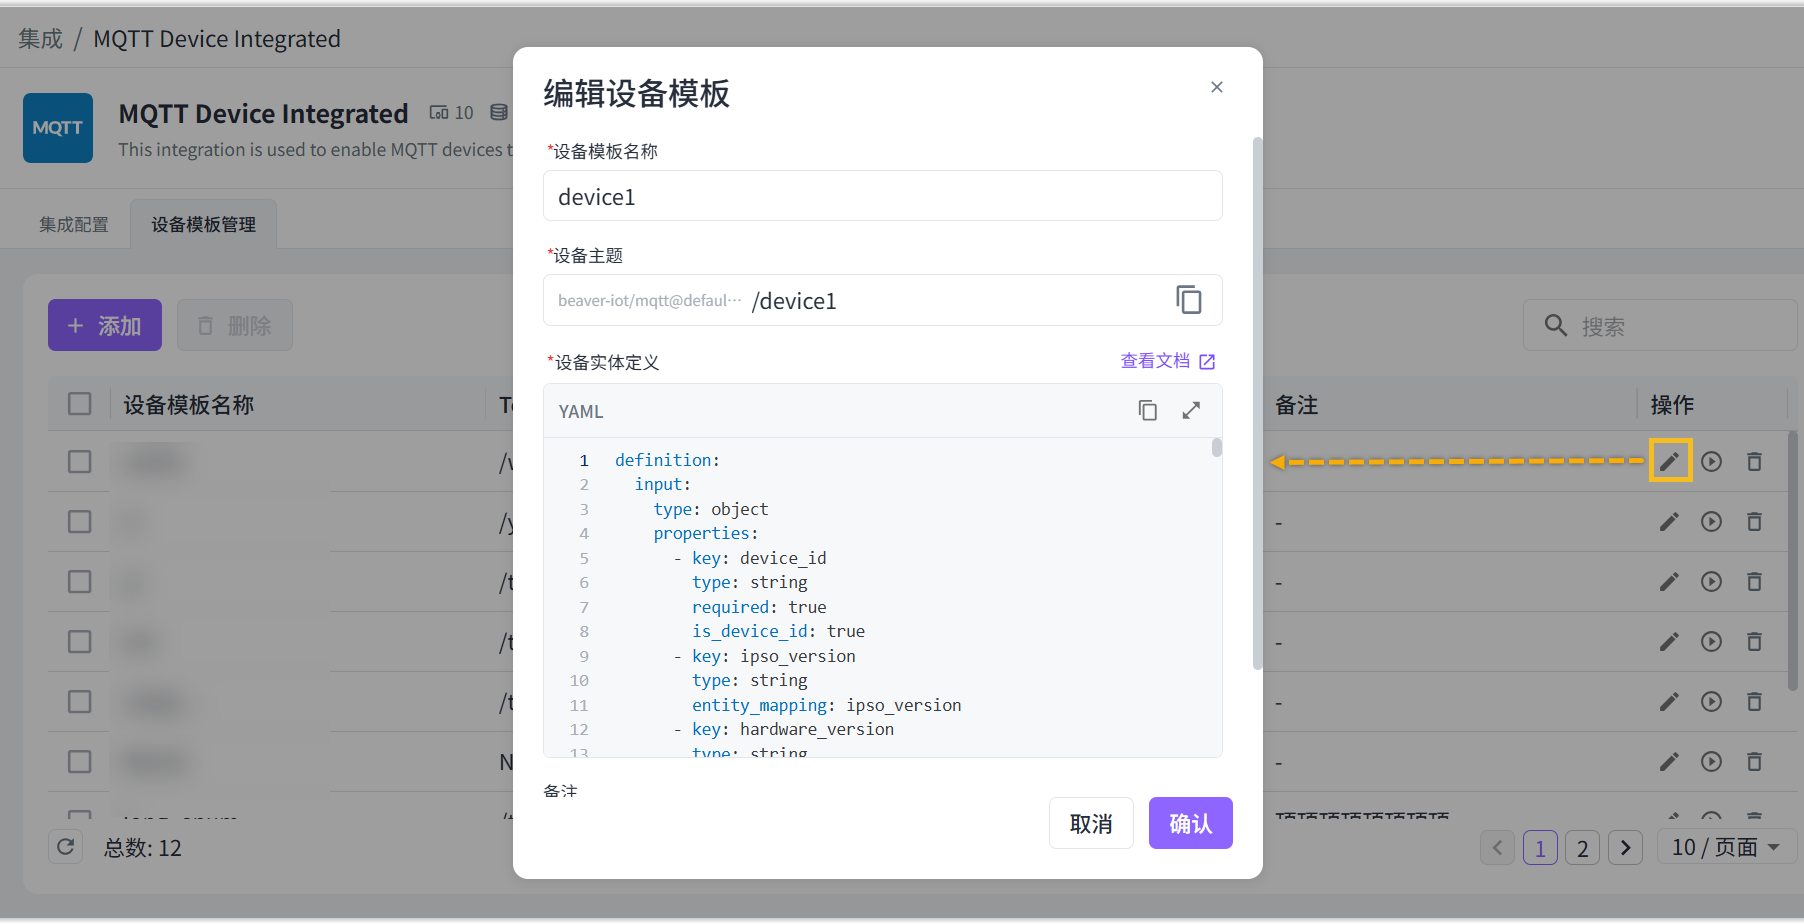 集成 / MQTT Device Integrated
MQTT
MQTT Device Integrated 10
This integration is used to enable MQTT devices t
集成配置 设备模板管理
+ 添加 删除
搜索
设备模板名称
备注 操作
-
-
-
-
-
总数: 12
1 2
10 / 页面
编辑设备模板
*设备模板名称
device1
*设备主题
beaver-iot/mqtt@defaul··· /device1
*设备实体定义 查看文档
YAML
1 definition:
2 input:
3 type: object
4 properties:
5 - key: device_id
6 type: string
7 required: true
8 is_device_id: true
9 - key: ipso_version
10 type: string
11 entity_mapping: ipso_version
12 - key: hardware_version
13 type: string
备注
取消 确认